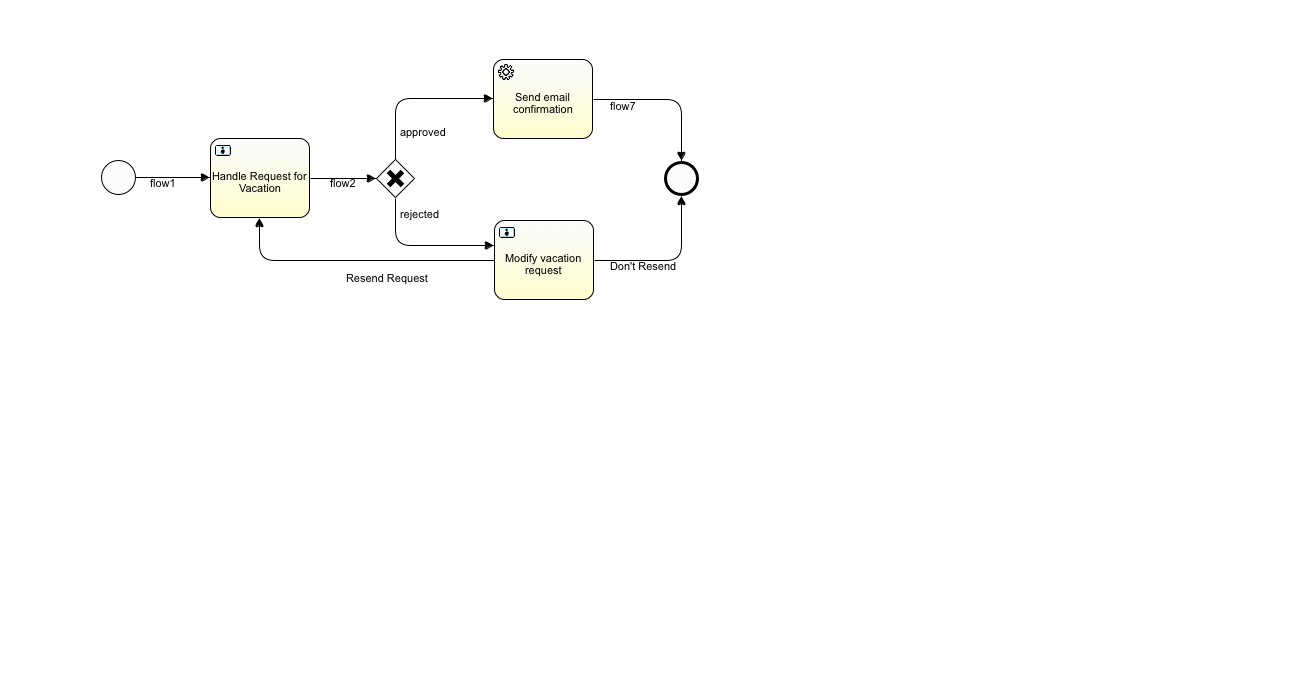 Send email
confirmation
flow7
approved
Handle Request for
Vacation
flow1
flow2
rejected
Modify vacation
request
Don't Resend
Resend Request